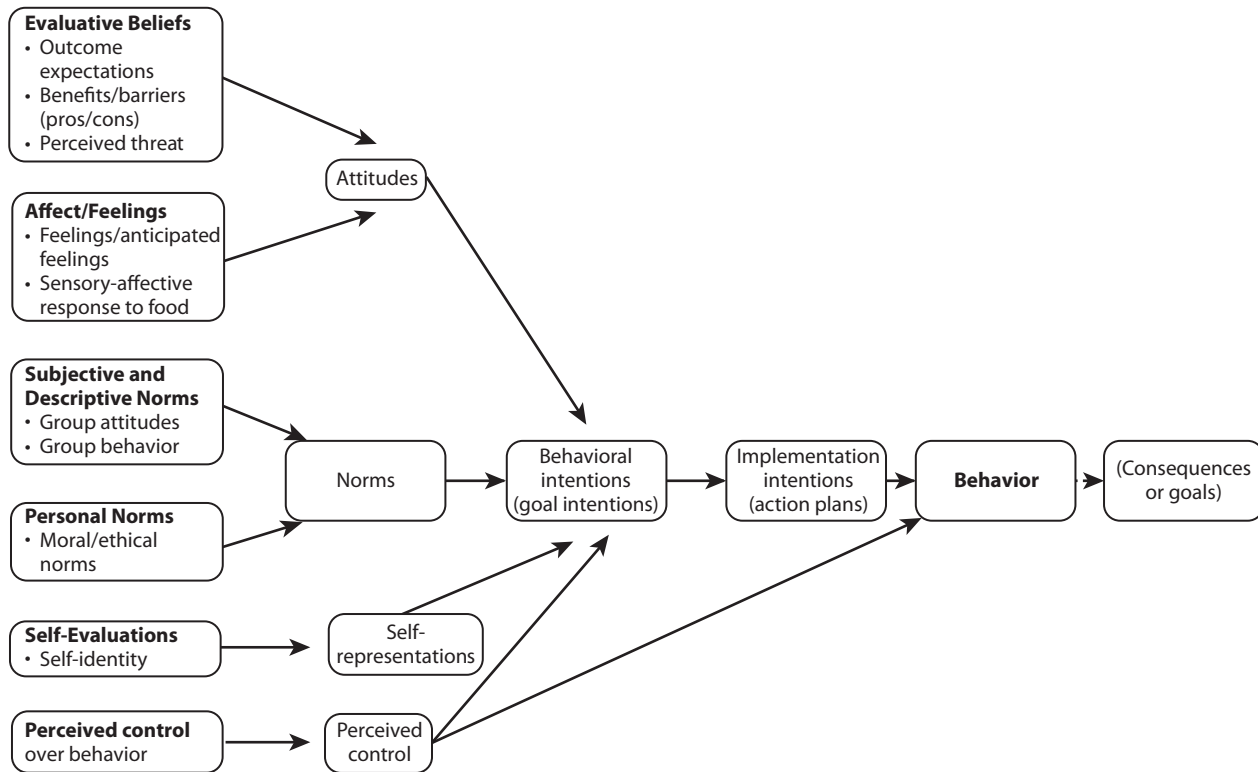 Evaluative Beliefs
• Outcome
expectations
• Benefits/barriers
(pros/cons)
• Perceived threat
Attitudes
Affect/Feelings
• Feelings/anticipated
feelings
• Sensory-affective
response to food
Subjective and
Descriptive Norms
• Group attitudes
• Group behavior
Norms
Behavioral
intentions
(goal intentions)
Implementation
intentions
(action plans)
Behavior
(Consequences
or goals)
Personal Norms
• Moral/ethical
norms
Self-Evaluations
• Self-identity
Self-
representations
Perceived control
over behavior
Perceived
control